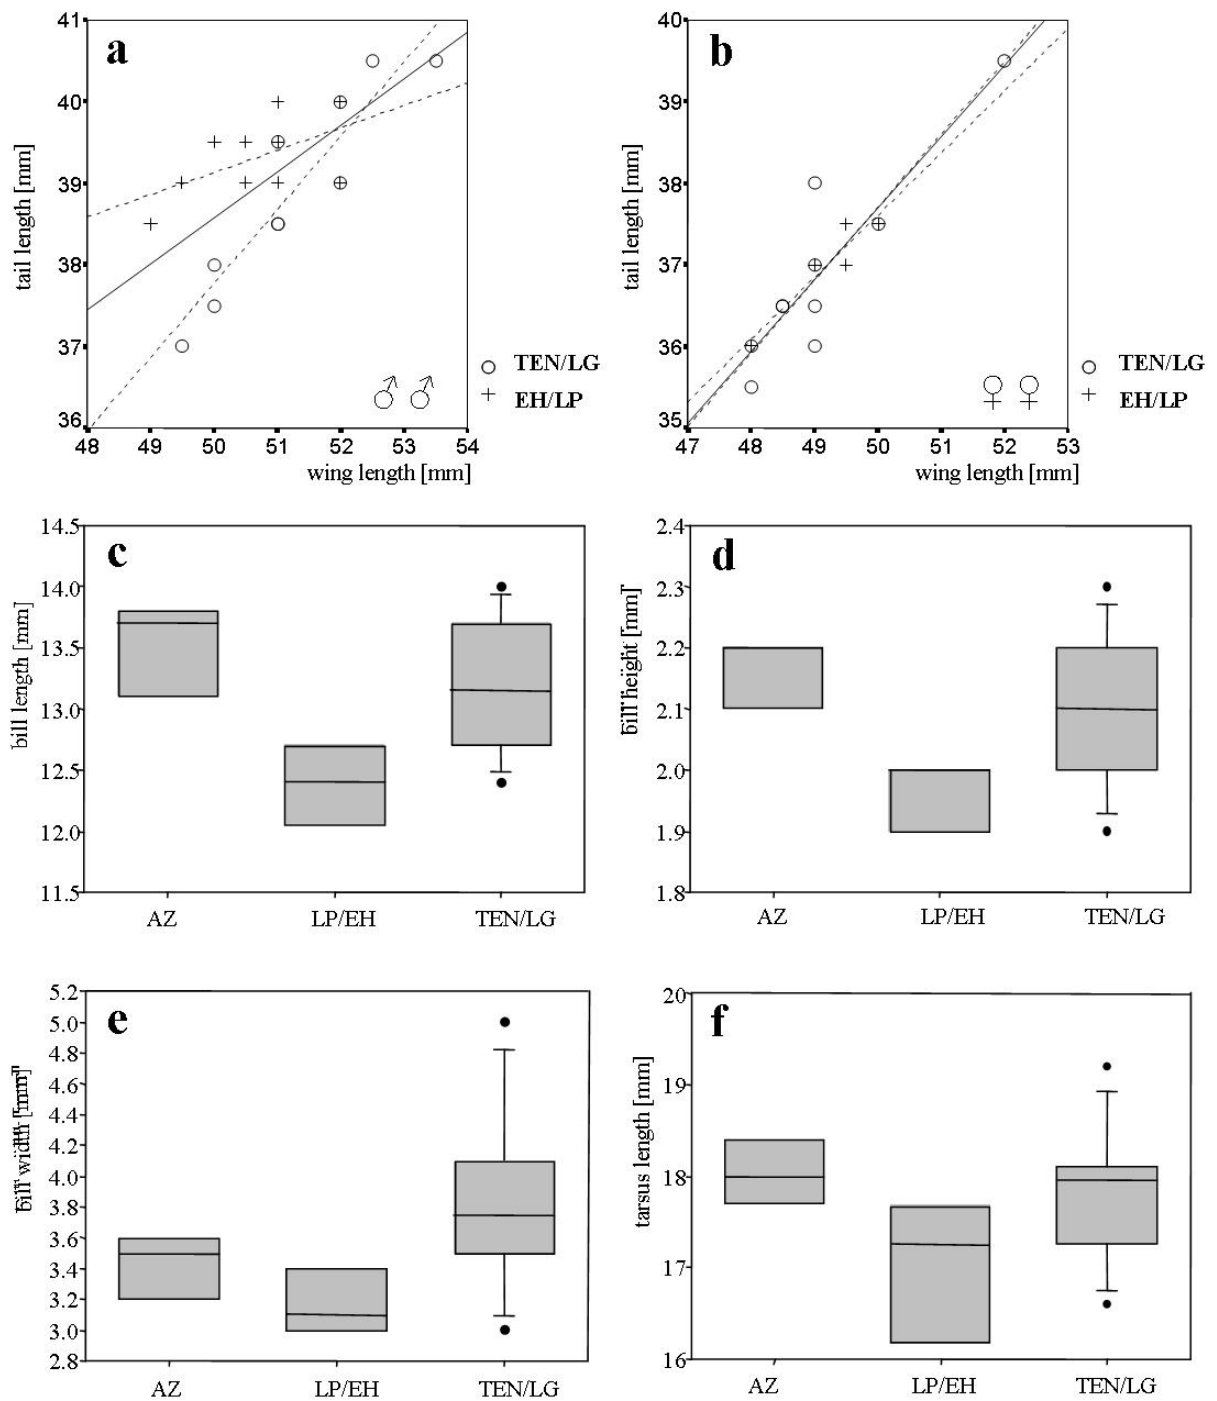 a
41
40
39
38
37
36
tail length [mm]
48 49 50 51 52 53 54
wing length [mm]
♂ ♂
TEN/LG
EH/LP
b
40
39
38
37
36
35
tail length [mm]
47 48 49 50 51 52 53
wing length [mm]
♀ ♀
TEN/LG
EH/LP
c
14.5
14.0
13.5
13.0
12.5
12.0
11.5
bill length [mm]
AZ LP/EH TEN/LG
d
2.4
2.3
2.2
2.1
2.0
1.9
1.8
bill height [mm]
AZ LP/EH TEN/LG
e
5.2
5.0
4.8
4.6
4.4
4.2
4.0
3.8
3.6
3.4
3.2
3.0
2.8
bill width [mm]
AZ LP/EH TEN/LG
f
20
19
18
17
16
tarsus length [mm]
AZ LP/EH TEN/LG